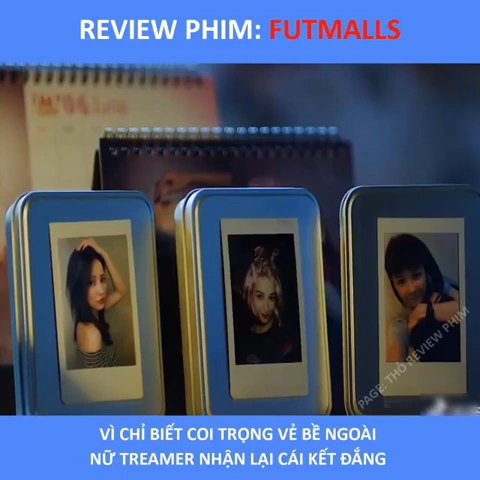 REVIEW PHIM: FUTMALLS
PAGE: THỎ REVIEW PHIM
VÌ CHỈ BIẾT COI TRỌNG VẺ BỀ NGOÀI
NỮ TREAMER NHẬN LẠI CÁI KẾT ĐẮNG